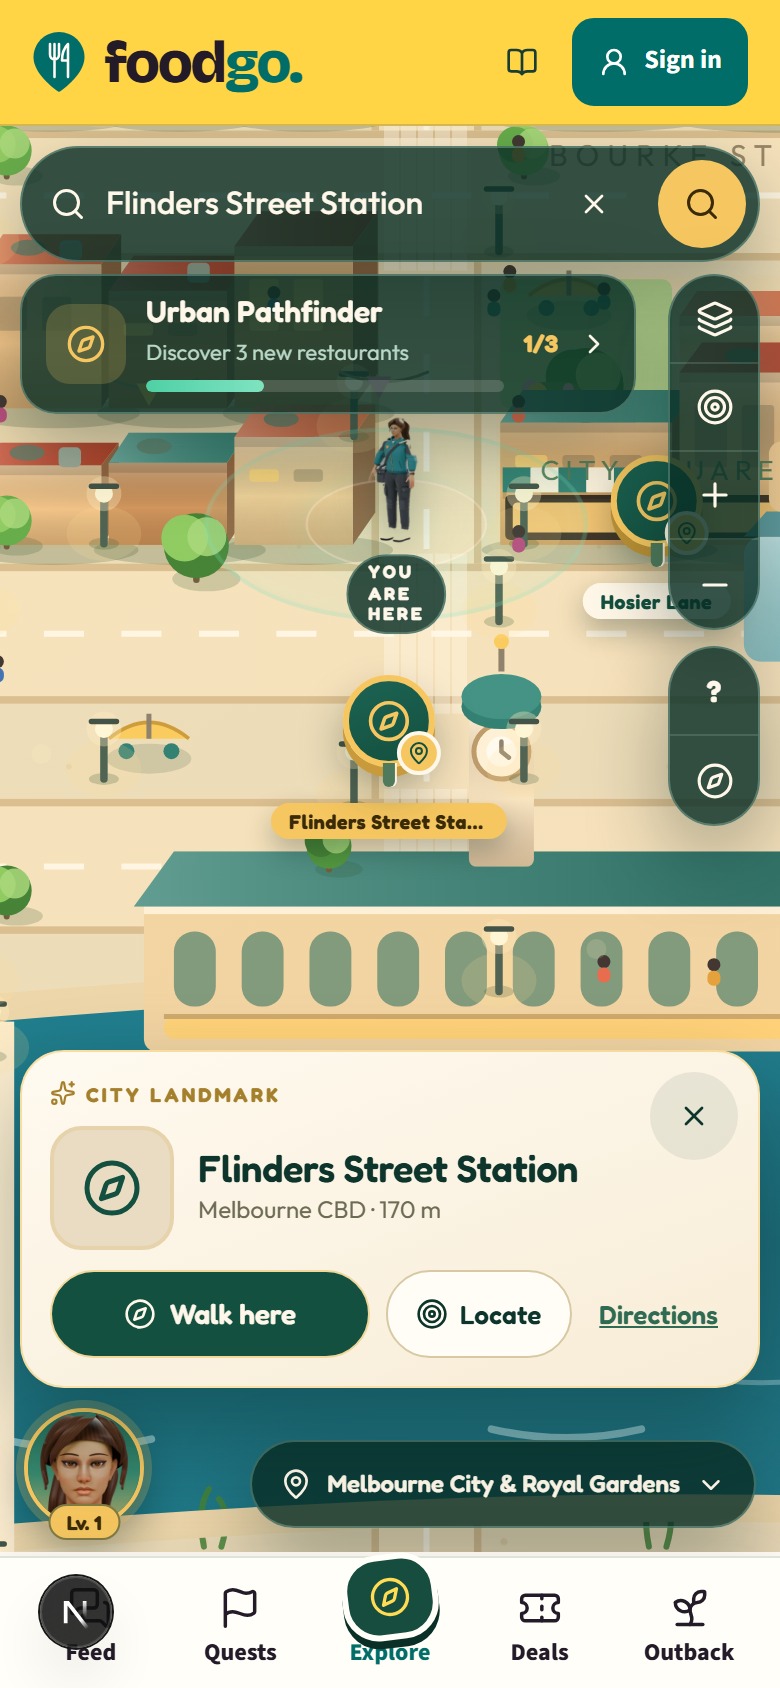 foodgo.
Sign in
BOURKE ST
Flinders Street Station
Urban Pathfinder
Discover 3 new restaurants
1/3
CITY
YOU
ARE
HERE
Hosier Lane
?
Flinders Street Sta...
CITY LANDMARK
Flinders Street Station
Melbourne CBD · 170 m
Walk here
Locate
Directions
Lv. 1
Melbourne City & Royal Gardens
N
Feed
Quests
Explore
Deals
Outback